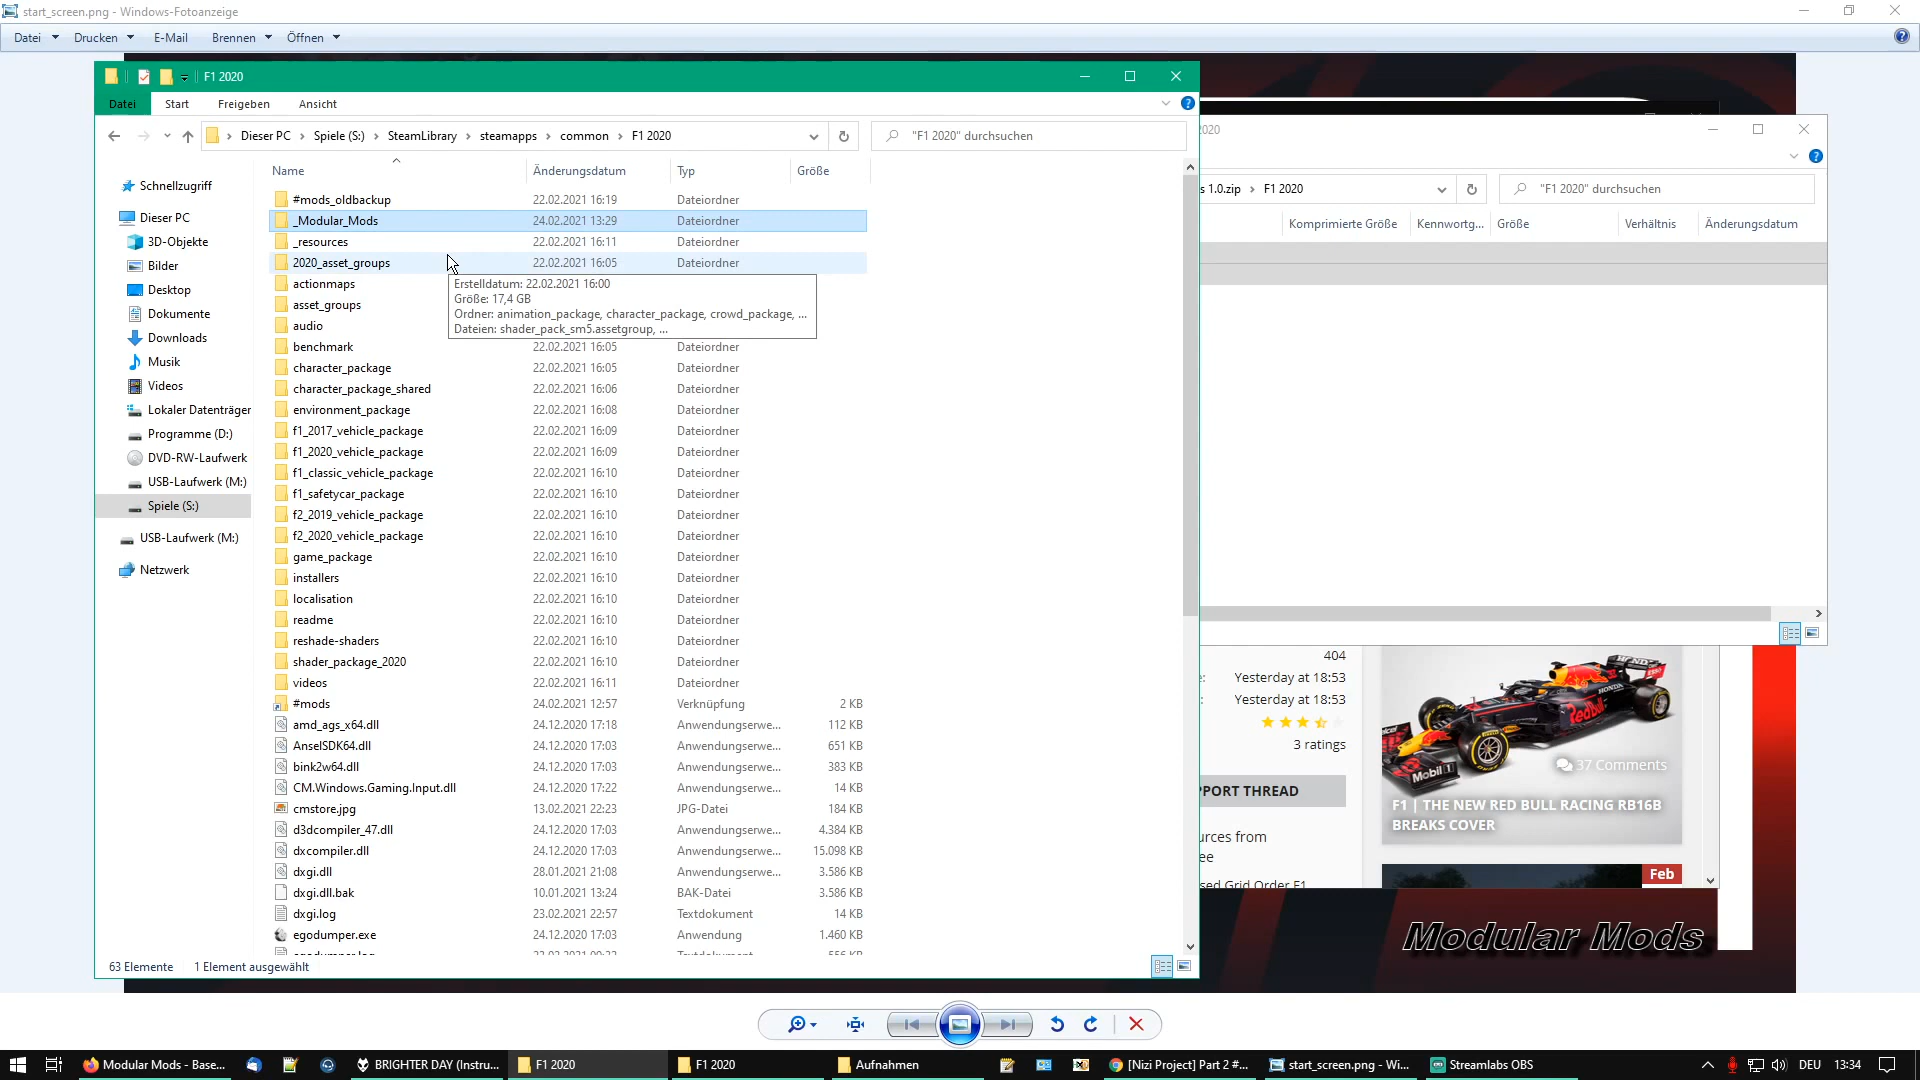 start_screen.png - Windows-Fotoanzeige
Datei Drucken E-Mail Brennen Öffnen
F1 2020
Datei Start Freigeben Ansicht
Dieser PC Spiele (S:) SteamLibrary steamapps common F1 2020
"F1 2020" durchsuchen
Name Änderungsdatum Typ Größe
Schnellzugriff
Dieser PC
3D-Objekte
Bilder
Desktop
Dokumente
Downloads
Musik
Videos
Lokaler Datenträger
Programme (D:)
DVD-RW-Laufwerk
USB-Laufwerk (M:)
Spiele (S:)
USB-Laufwerk (M:)
Netzwerk
#mods_oldbackup 22.02.2021 16:19 Dateiordner
_Modular_Mods 24.02.2021 13:29 Dateiordner
_resources 22.02.2021 16:11 Dateiordner
2020_asset_groups 22.02.2021 16:05 Dateiordner
actionmaps
asset_groups
audio
Erstelldatum: 22.02.2021 16:00
Größe: 17,4 GB
Ordner: animation_package, character_package, crowd_package, ...
Dateien: shader_pack_sm5.assetgroup, ...
benchmark 22.02.2021 16:05 Dateiordner
character_package 22.02.2021 16:05 Dateiordner
character_package_shared 22.02.2021 16:06 Dateiordner
environment_package 22.02.2021 16:08 Dateiordner
f1_2017_vehicle_package 22.02.2021 16:09 Dateiordner
f1_2020_vehicle_package 22.02.2021 16:09 Dateiordner
f1_classic_vehicle_package 22.02.2021 16:10 Dateiordner
f1_safetycar_package 22.02.2021 16:10 Dateiordner
f2_2019_vehicle_package 22.02.2021 16:10 Dateiordner
f2_2020_vehicle_package 22.02.2021 16:10 Dateiordner
game_package 22.02.2021 16:10 Dateiordner
installers 22.02.2021 16:10 Dateiordner
localisation 22.02.2021 16:10 Dateiordner
readme 22.02.2021 16:10 Dateiordner
reshade-shaders 22.02.2021 16:10 Dateiordner
shader_package_2020 22.02.2021 16:10 Dateiordner
videos 22.02.2021 16:11 Dateiordner
#mods 24.02.2021 12:57 Verknüpfung 2 KB
amd_ags_x64.dll 24.12.2020 17:18 Anwendungserwe... 112 KB
AnselSDK64.dll 24.12.2020 17:03 Anwendungserwe... 651 KB
bink2w64.dll 24.12.2020 17:03 Anwendungserwe... 383 KB
CM.Windows.Gaming.Input.dll 24.12.2020 17:22 Anwendungserwe... 14 KB
cmstore.jpg 13.02.2021 22:23 JPG-Datei 184 KB
d3dcompiler_47.dll 24.12.2020 17:03 Anwendungserwe... 4.384 KB
dxcompiler.dll 24.12.2020 17:03 Anwendungserwe... 15.098 KB
dxgi.dll 28.01.2021 21:08 Anwendungserwe... 3.586 KB
dxgi.dll.bak 10.01.2021 13:24 BAK-Datei 3.586 KB
dxgi.log 23.02.2021 22:57 Textdokument 14 KB
egodumper.exe 24.12.2020 17:03 Anwendung 1.460 KB
63 Elemente 1 Element ausgewählt
2020
s 1.0.zip F1 2020
"F1 2020" durchsuchen
Komprimierte Größe Kennwortg... Größe Verhältnis Änderungsdatum
404
Yesterday at 18:53
Yesterday at 18:53
3 ratings
PORT THREAD
urces from
ee
sed Grid Order F1
37 Comments
F1 | THE NEW RED BULL RACING RB16B
BREAKS COVER
Feb
RedBull
HONDA
Mobil 1
Modular Mods
Modular Mods - Base...
BRIGHTER DAY (Instru...
F1 2020
F1 2020
Aufnahmen
[Nizi Project] Part 2 #...
start_screen.png - Wi...
Streamlabs OBS
DEU
13:34